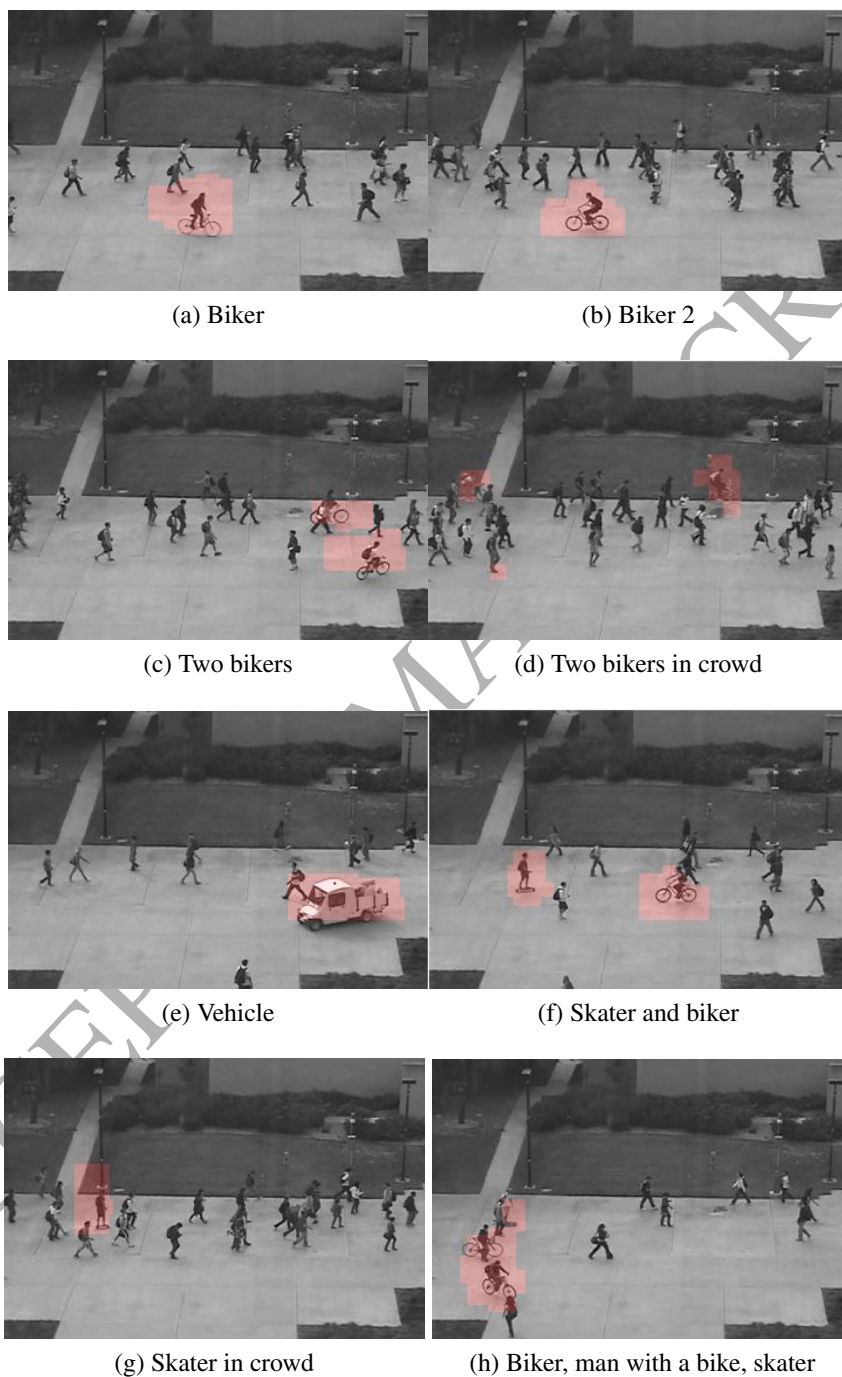 (a) Biker
(b) Biker 2
(c) Two bikers
(d) Two bikers in crowd
(e) Vehicle
(f) Skater and biker
(g) Skater in crowd
(h) Biker, man with a bike, skater